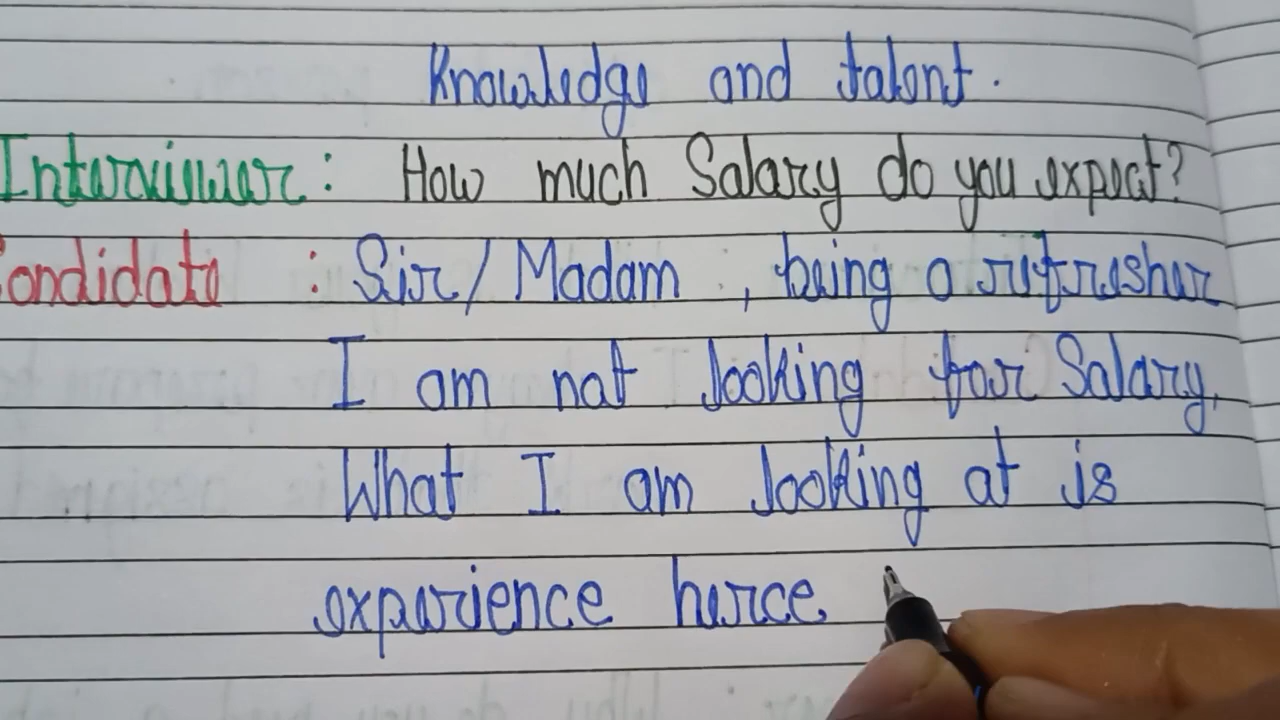 Knowledge and talent.
Interviewer: How much Salary do you expect?
Candidate : Sir/Madam, being a refresher
I am not looking for Salary,
What I am looking at is
experience herce